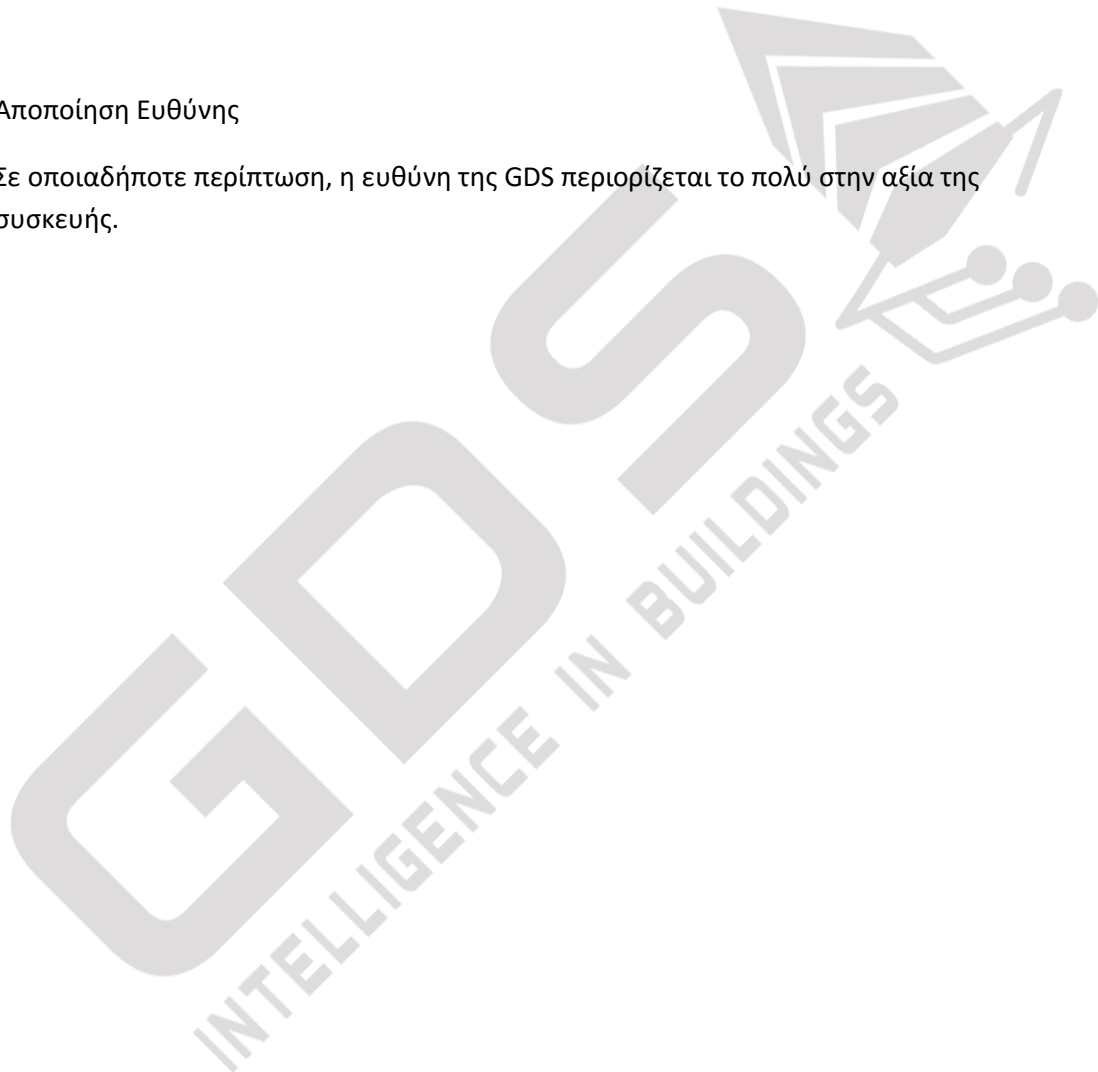 Αποποίηση Ευθύνης
Σε οποιαδήποτε περίπτωση, η ευθύνη της GDS περιορίζεται το πολύ στην αξία της
συσκευής.
GDS
INTELLIGENCE IN BUILDINGS